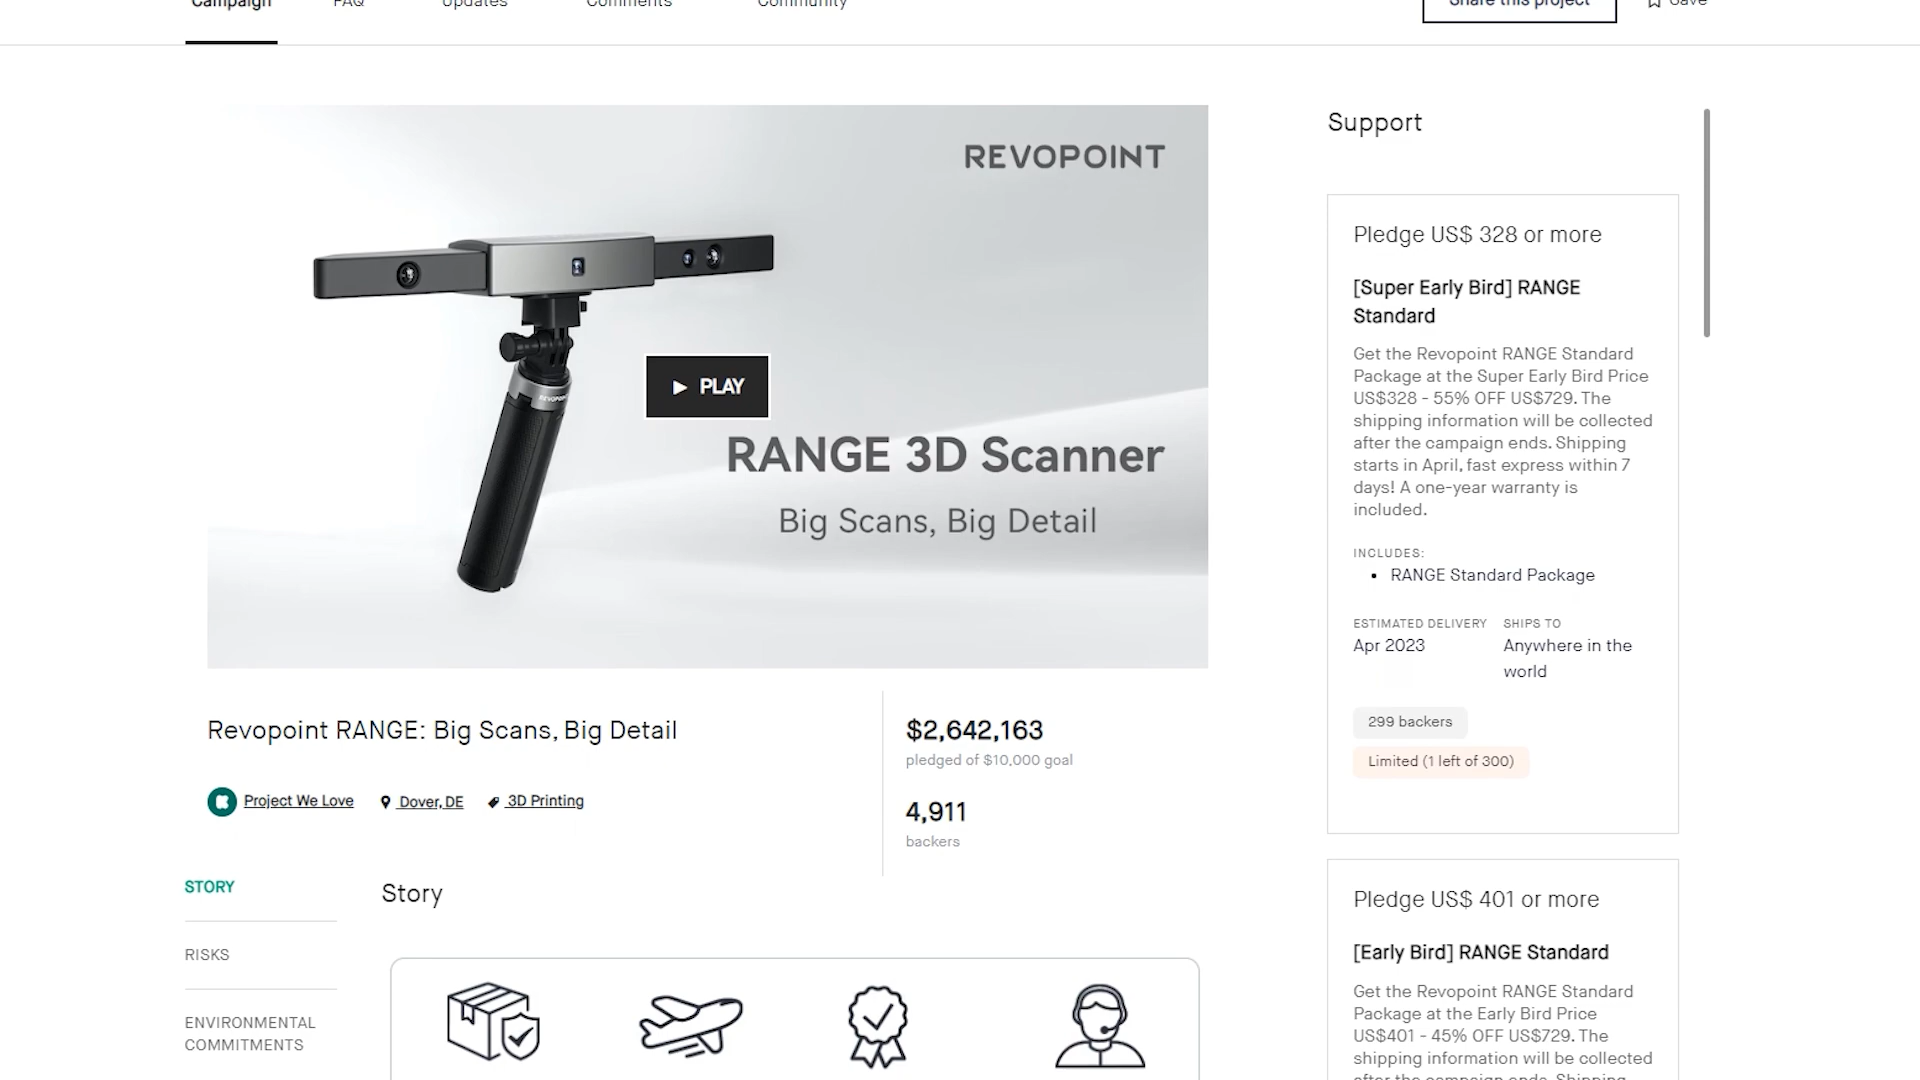 Campaign
FAQ
Updates
Comments
Community
Share this project
Save
REVOPOINT
PLAY
RANGE 3D Scanner
Big Scans, Big Detail
Revopoint RANGE: Big Scans, Big Detail
Project We Love
Dover, DE
3D Printing
$2,642,163
pledged of $10,000 goal
4,911
backers
STORY
RISKS
ENVIRONMENTAL
COMMITMENTS
Story
Support
Pledge US$ 328 or more
[Super Early Bird] RANGE
Standard
Get the Revopoint RANGE Standard
Package at the Super Early Bird Price
US$328 - 55% OFF US$729. The
shipping information will be collected
after the campaign ends. Shipping
starts in April, fast express within 7
days! A one-year warranty is
included.
INCLUDES:
• RANGE Standard Package
ESTIMATED DELIVERY
Apr 2023
SHIPS TO
Anywhere in the
world
299 backers
Limited (1 left of 300)
Pledge US$ 401 or more
[Early Bird] RANGE Standard
Get the Revopoint RANGE Standard
Package at the Early Bird Price
US$401 - 45% OFF US$729. The
shipping information will be collected
after the campaign ends. Shipping